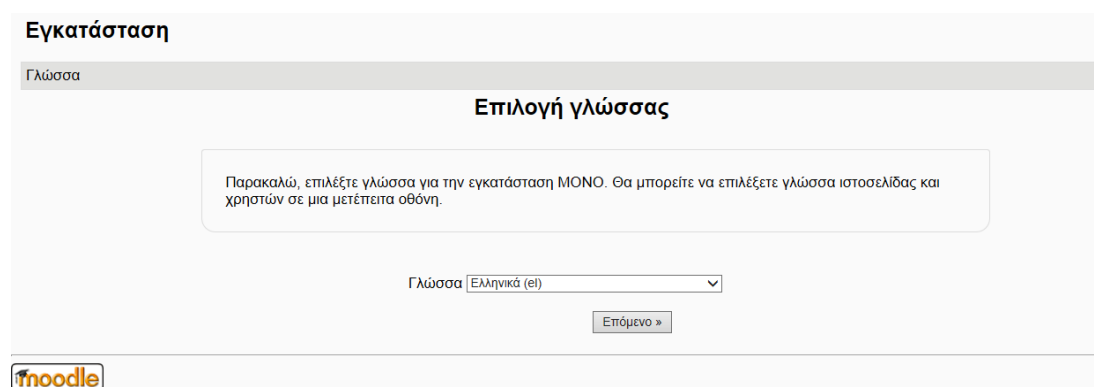 Εγκατάσταση
Γλώσσα
Επιλογή γλώσσας
Παρακαλώ, επιλέξτε γλώσσα για την εγκατάσταση ΜΟΝΟ. Θα μπορείτε να επιλέξετε γλώσσα ιστοσελίδας και
χρηστών σε μια μετέπειτα οθόνη.
Γλώσσα Ελληνικά (el)
Επόμενο »
moodle